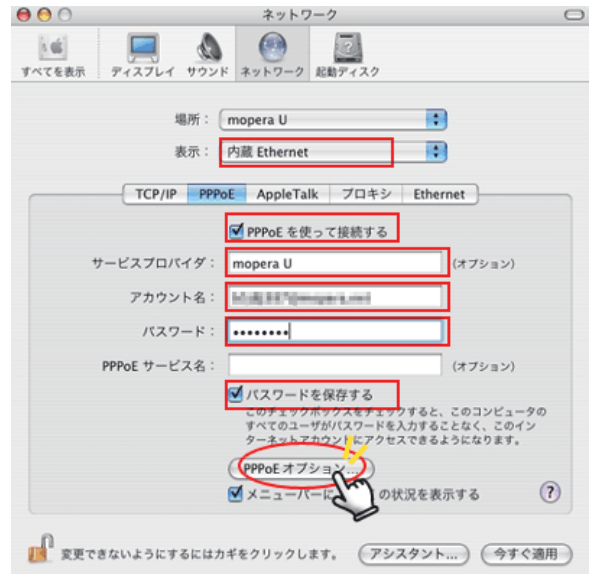 ネットワーク
すべてを表示 ディスプレイ サウンド ネットワーク 起動ディスク
場所： mopera U
表示： 内蔵 Ethernet
TCP/IP PPPoE AppleTalk プロキシ Ethernet
PPPoE を使って接続する
サービスプロバイダ： mopera U (オプション)
アカウント名：
パスワード： ••••••••
PPPoE サービス名： (オプション)
パスワードを保存する
このチェックボックスをチェックすると、このコンピュータの
すべてのユーザがパスワードを入力することなく、このイン
ターネットアカウントにアクセスできるようになります。
PPPoE オプション...
メニューバーに の状況を表示する ?
変更できないようにするにはカギをクリックします。 アシスタント... 今すぐ適用